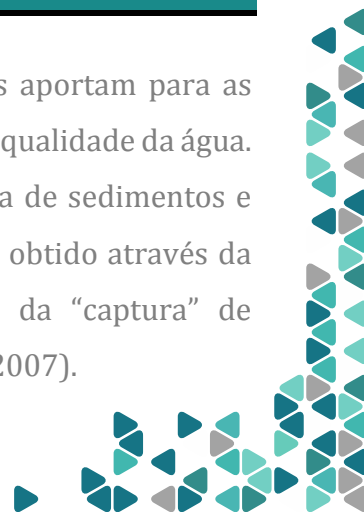 s aportam para as
qualidade da água.
a de sedimentos e
obtido através da
da “captura” de
2007).